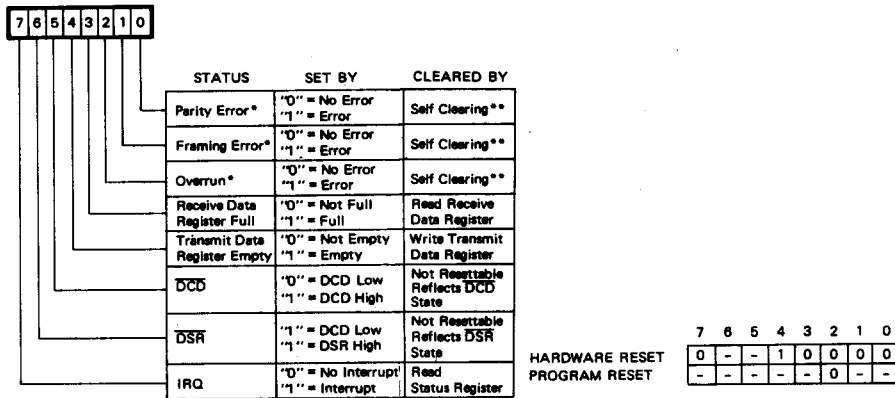 7 6 5 4 3 2 1 0
STATUS SET BY CLEARED BY
Parity Error* "0" = No Error Self Clearing**
"1" = Error
Framing Error* "0" = No Error Self Clearing**
"1" = Error
Overrun* "0" = No Error Self Clearing**
"1" = Error
Receive Data "0" = Not Full Read Receive
Register Full "1" = Full Data Register
Transmit Data "0" = Not Empty Write Transmit
Register Empty "1" = Empty Data Register
DCD "0" = DCD Low Not Resettable
"1" = DCD High Reflects DCD
State
DSR "1" = DCD Low Not Resettable
"1" = DSR High Reflects DSR
State
IRQ "0" = No Interrupt Read
"1" = Interrupt Status Register
7 6 5 4 3 2 1 0
HARDWARE RESET 0 - - 1 0 0 0 0
PROGRAM RESET - - - - - 0 - -